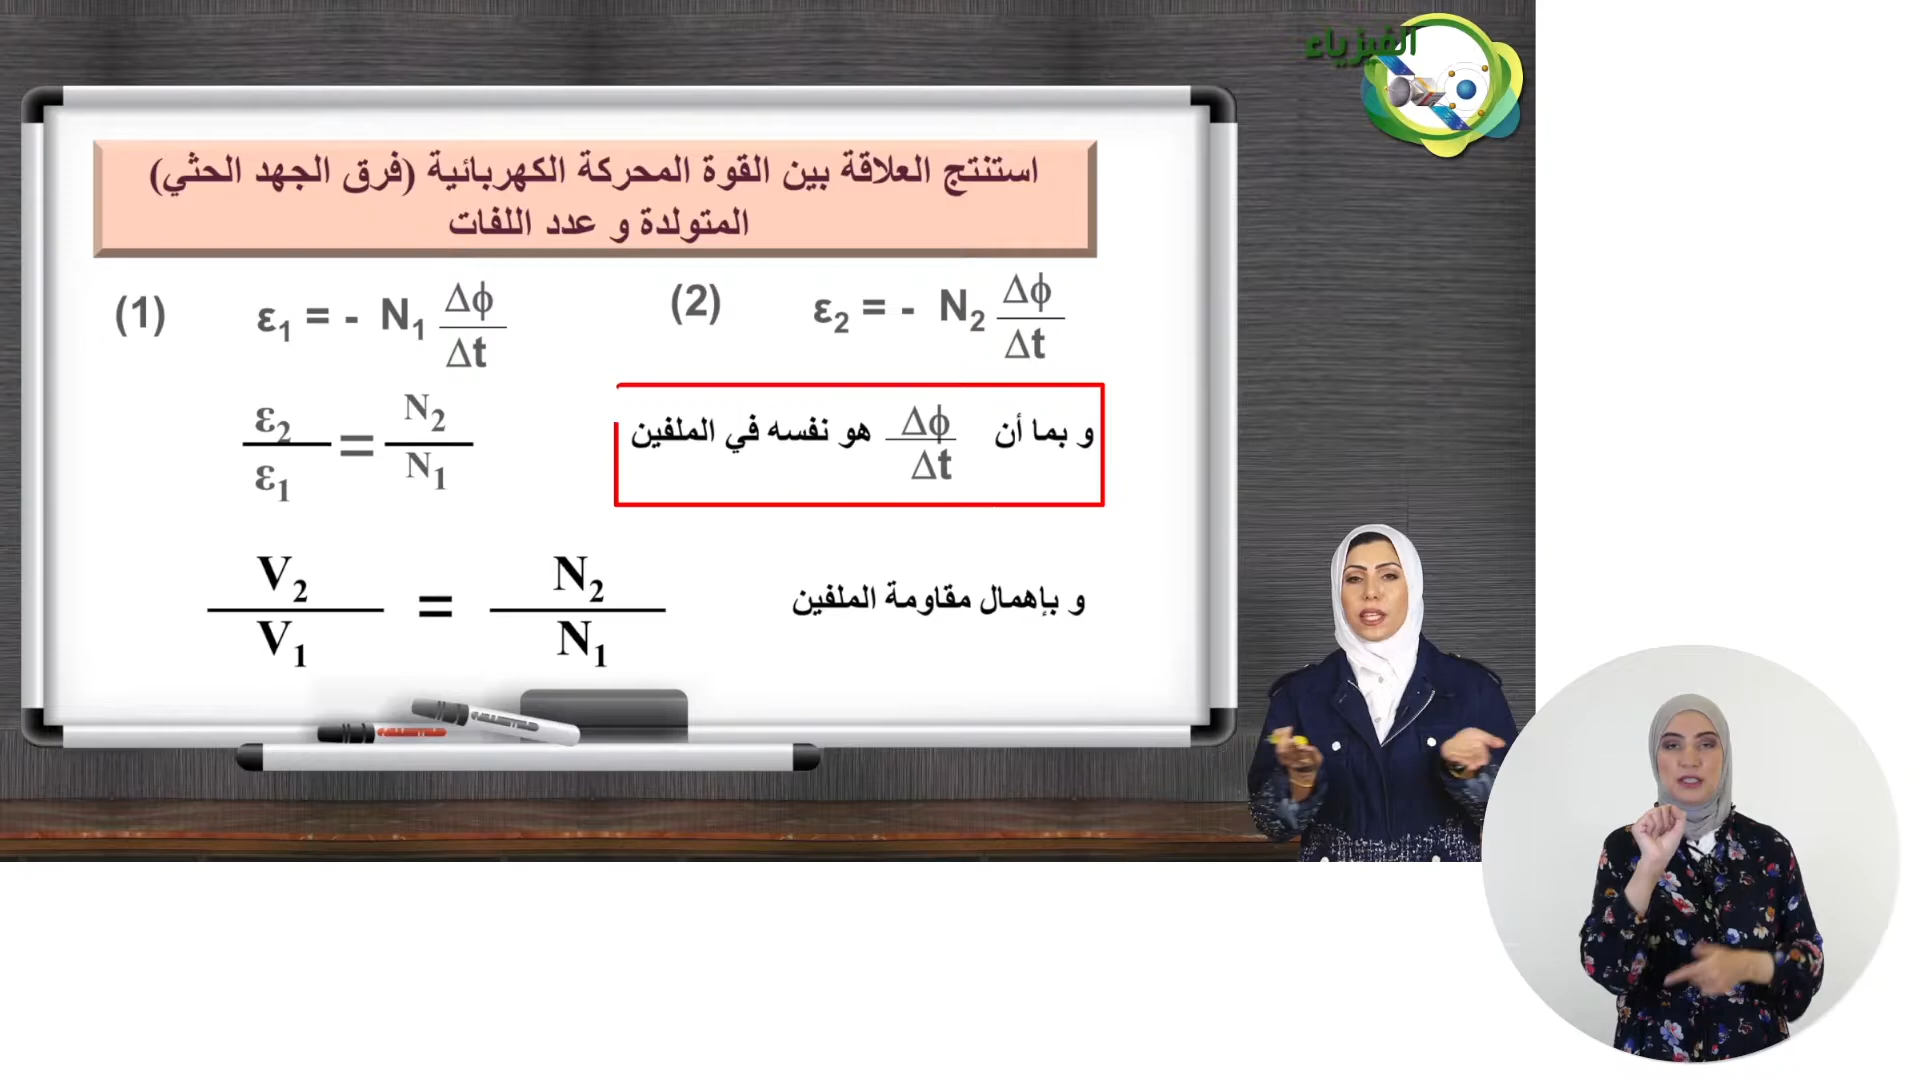 الفيزياء
استنتج العلاقة بين القوة المحركة الكهربائية (فرق الجهد الحثي)
المتولدة و عدد اللفات
(1) ε₁ = - N₁ Δϕ/Δt (2) ε₂ = - N₂ Δϕ/Δt
ε₂/ε₁ = N₂/N₁
و بما أن Δϕ/Δt هو نفسه في الملفين
V₂/V₁ = N₂/N₁
و بإهمال مقاومة الملفين